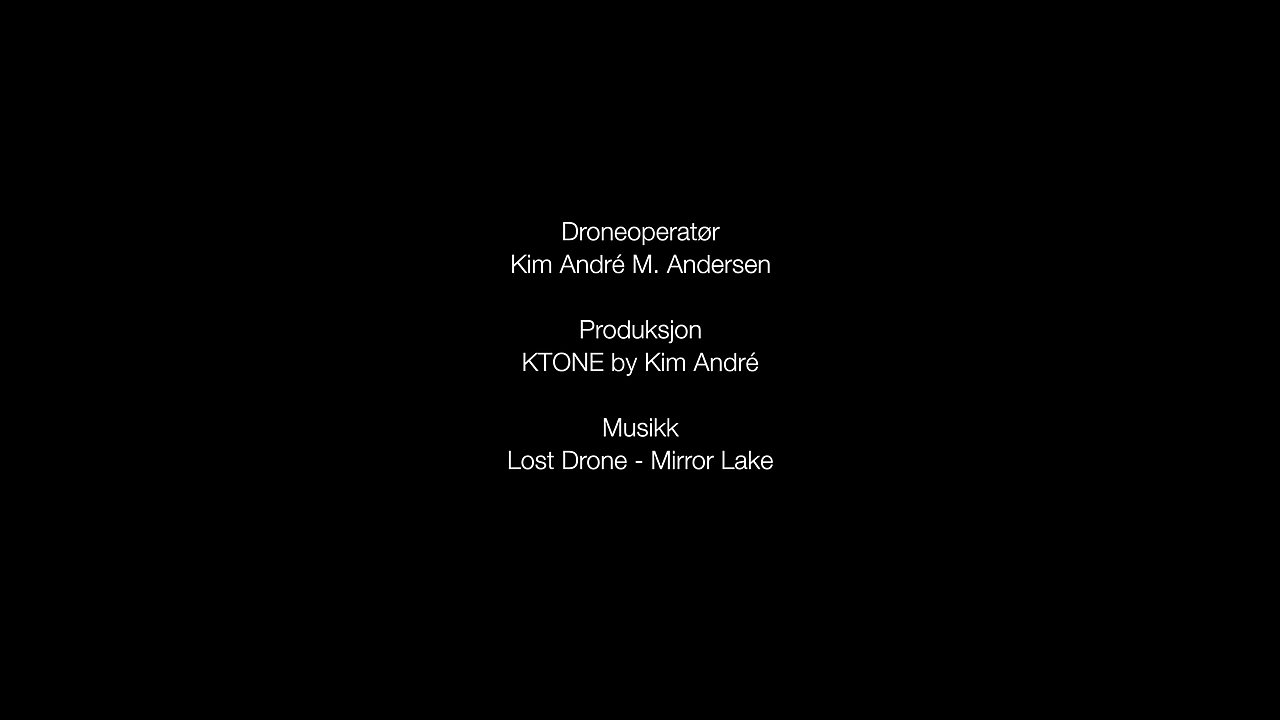 Droneoperatør
Kim André M. Andersen
Produksjon
KTONE by Kim André
Musikk
Lost Drone - Mirror Lake